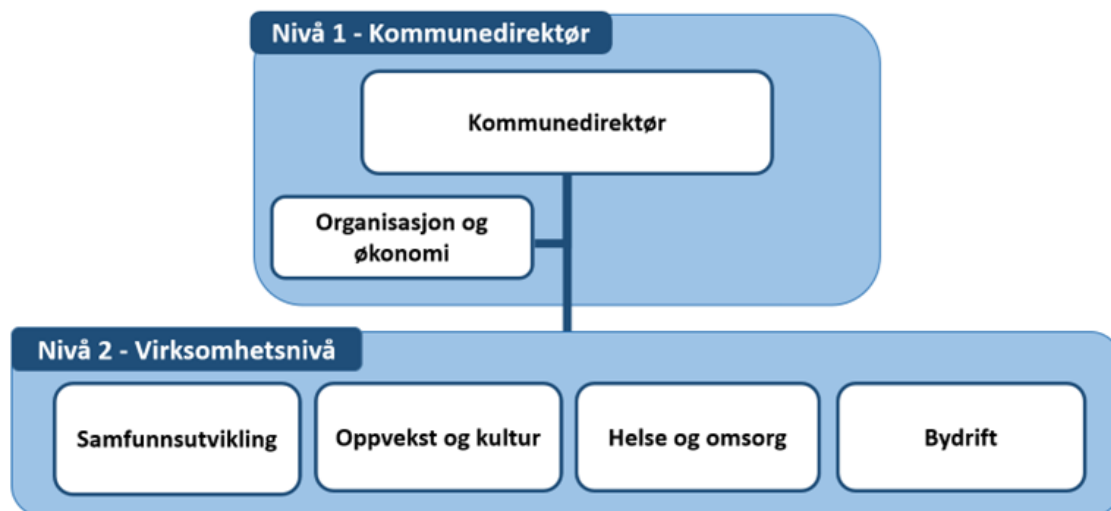 Nivå 1 - Kommunedirektør
Kommunedirektør
Organisasjon og
økonomi
Nivå 2 - Virksomhetsnivå
Samfunnsutvikling
Oppvekst og kultur
Helse og omsorg
Bydrift